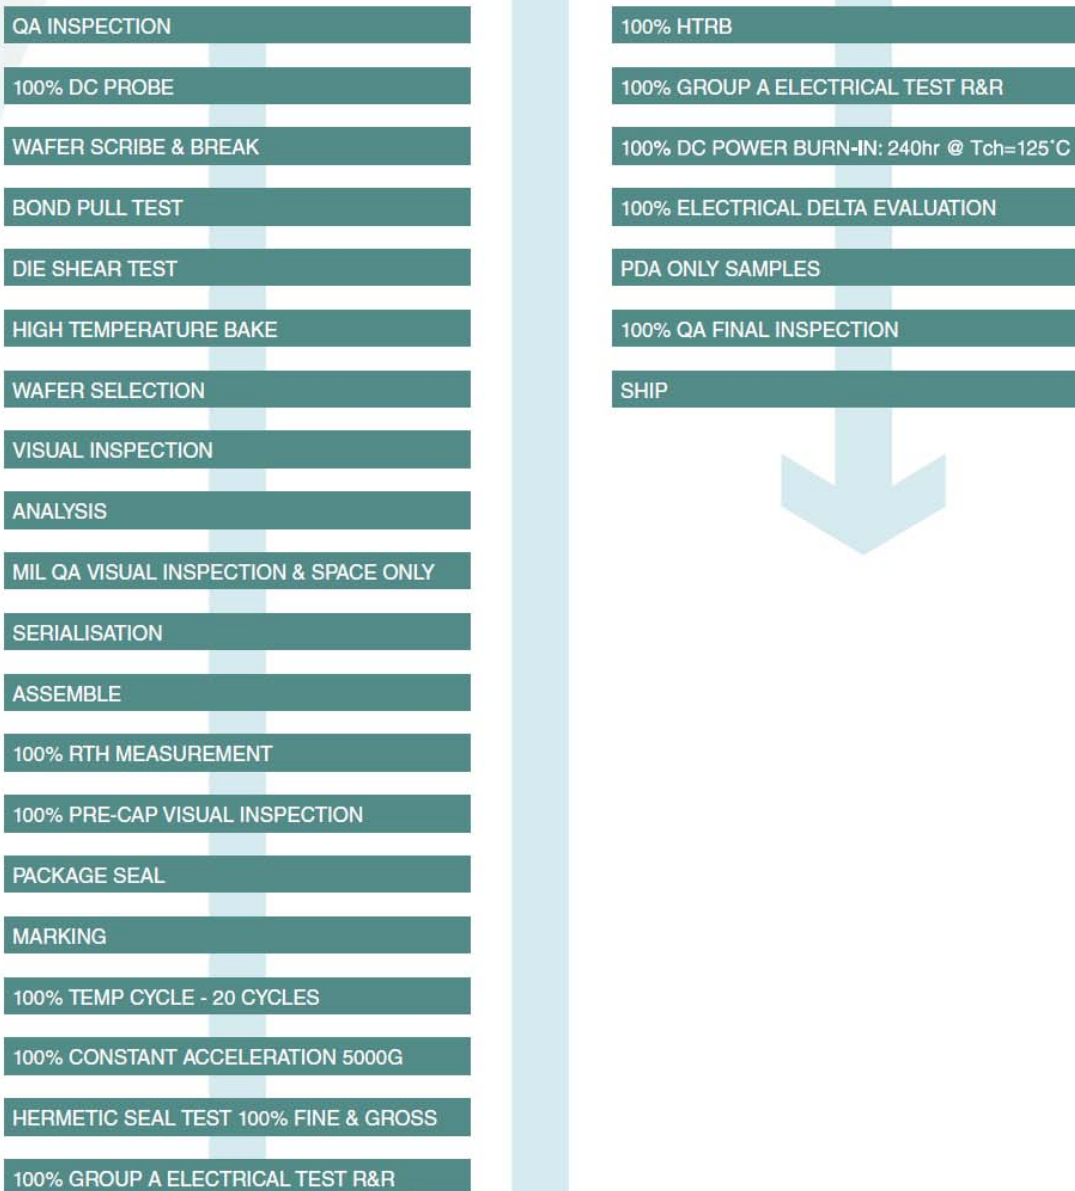 QA INSPECTION
100% DC PROBE
WAFER SCRIBE & BREAK
BOND PULL TEST
DIE SHEAR TEST
HIGH TEMPERATURE BAKE
WAFER SELECTION
VISUAL INSPECTION
ANALYSIS
MIL QA VISUAL INSPECTION & SPACE ONLY
SERIALISATION
ASSEMBLE
100% RTH MEASUREMENT
100% PRE-CAP VISUAL INSPECTION
PACKAGE SEAL
MARKING
100% TEMP CYCLE - 20 CYCLES
100% CONSTANT ACCELERATION 5000G
HERMETIC SEAL TEST 100% FINE & GROSS
100% GROUP A ELECTRICAL TEST R&R
100% HTRB
100% GROUP A ELECTRICAL TEST R&R
100% DC POWER BURN-IN: 240hr @ Tch=125°C
100% ELECTRICAL DELTA EVALUATION
PDA ONLY SAMPLES
100% QA FINAL INSPECTION
SHIP